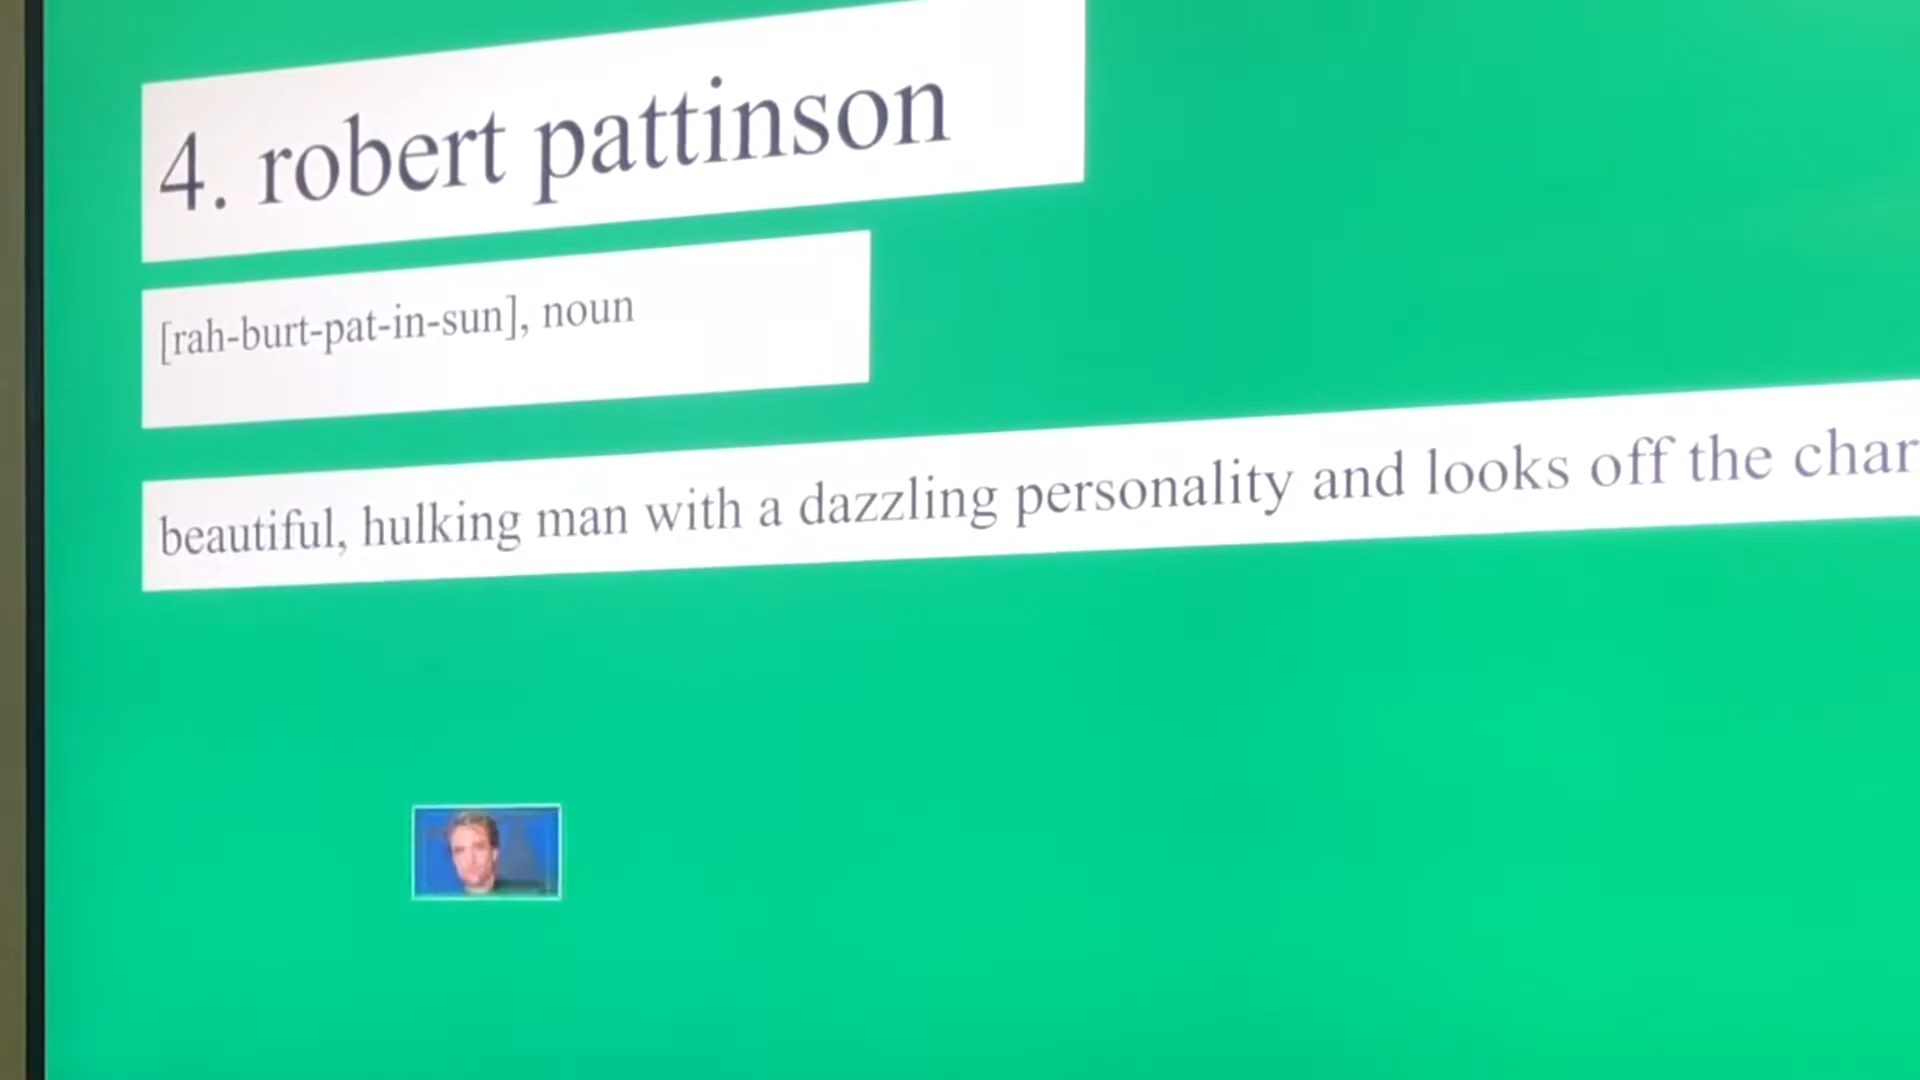 4. robert pattinson
[rah-burt-pat-in-sun], noun
beautiful, hulking man with a dazzling personality and looks off the char